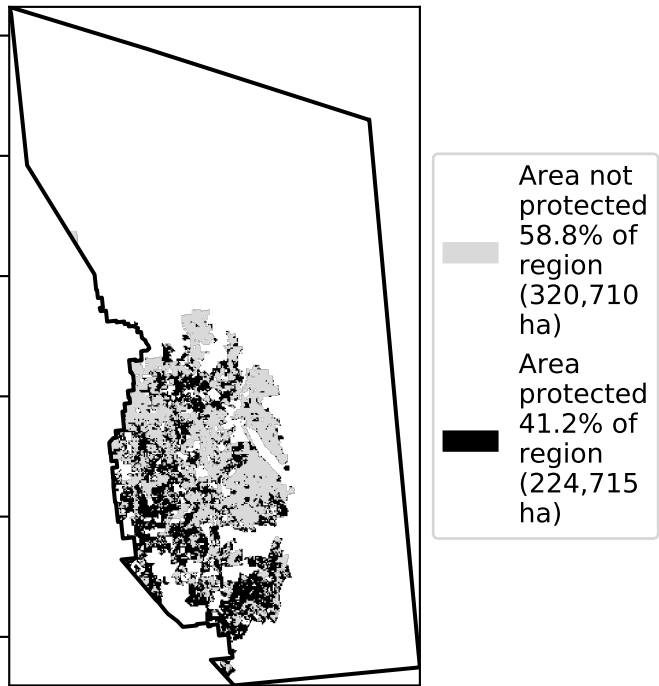 Area not
protected
58.8% of
region
(320,710
ha)
Area
protected
41.2% of
region
(224,715
ha)